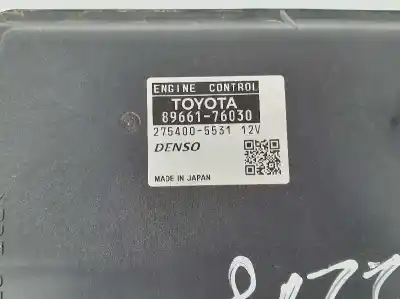 ENGINE CONTROL
TOYOTA
89661-76030
275400-5531 12V
DENSO
MADE IN JAPAN